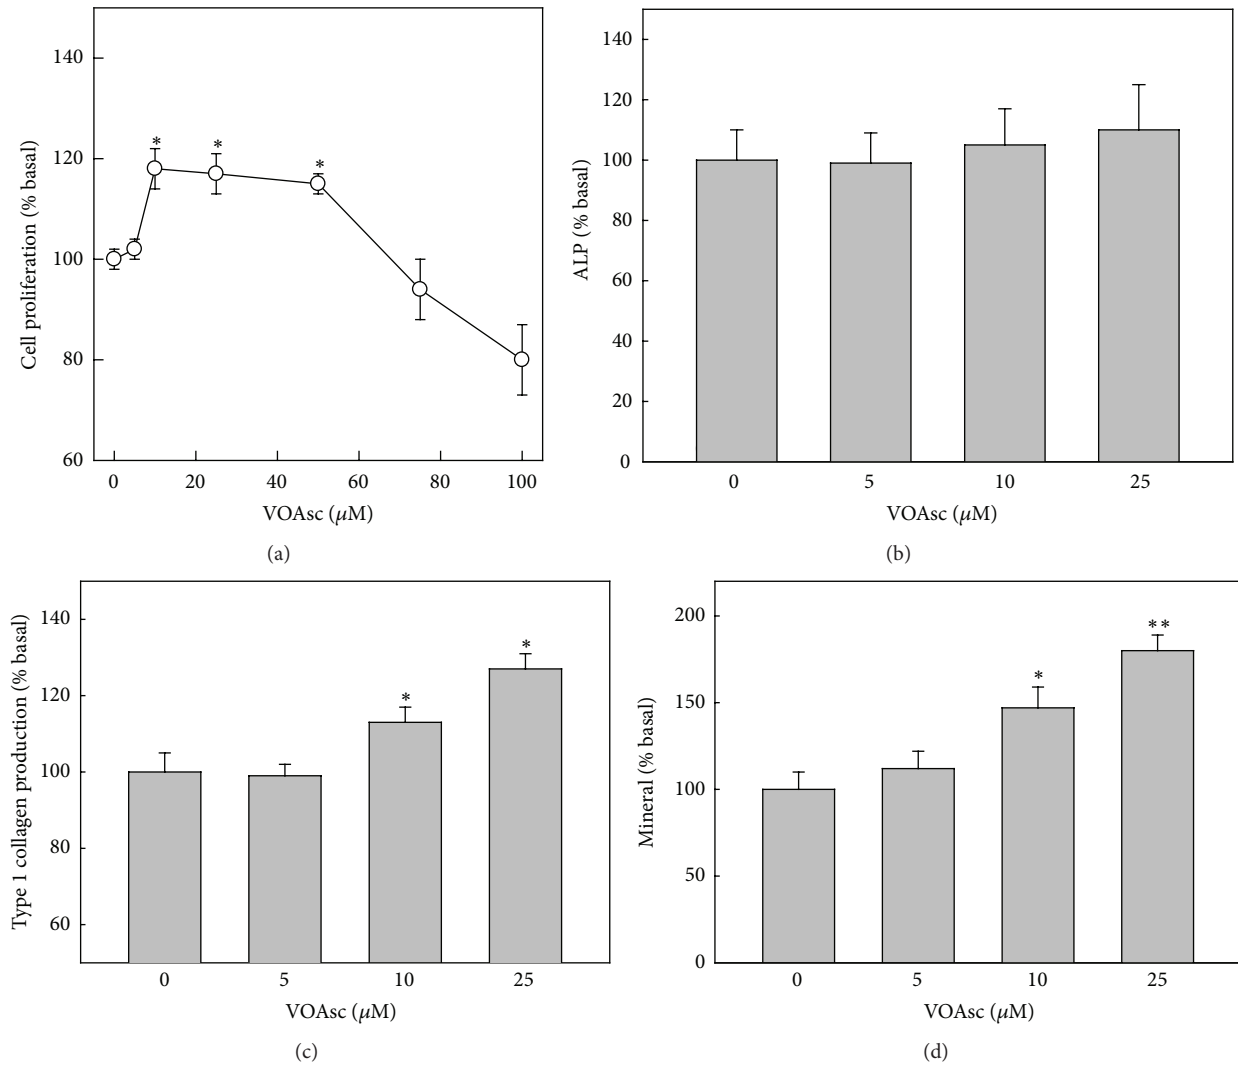 140
120
100
80
60
Cell proliferation (% basal)
*
*
*
0 20 40 60 80 100
VOAsc (μM)
(a)
140
120
100
80
60
40
20
0
ALP (% basal)
0 5 10 25
VOAsc (μM)
(b)
140
120
100
80
60
Type 1 collagen production (% basal)
*
*
0 5 10 25
VOAsc (μM)
(c)
200
150
100
50
0
Mineral (% basal)
*
**
0 5 10 25
VOAsc (μM)
(d)